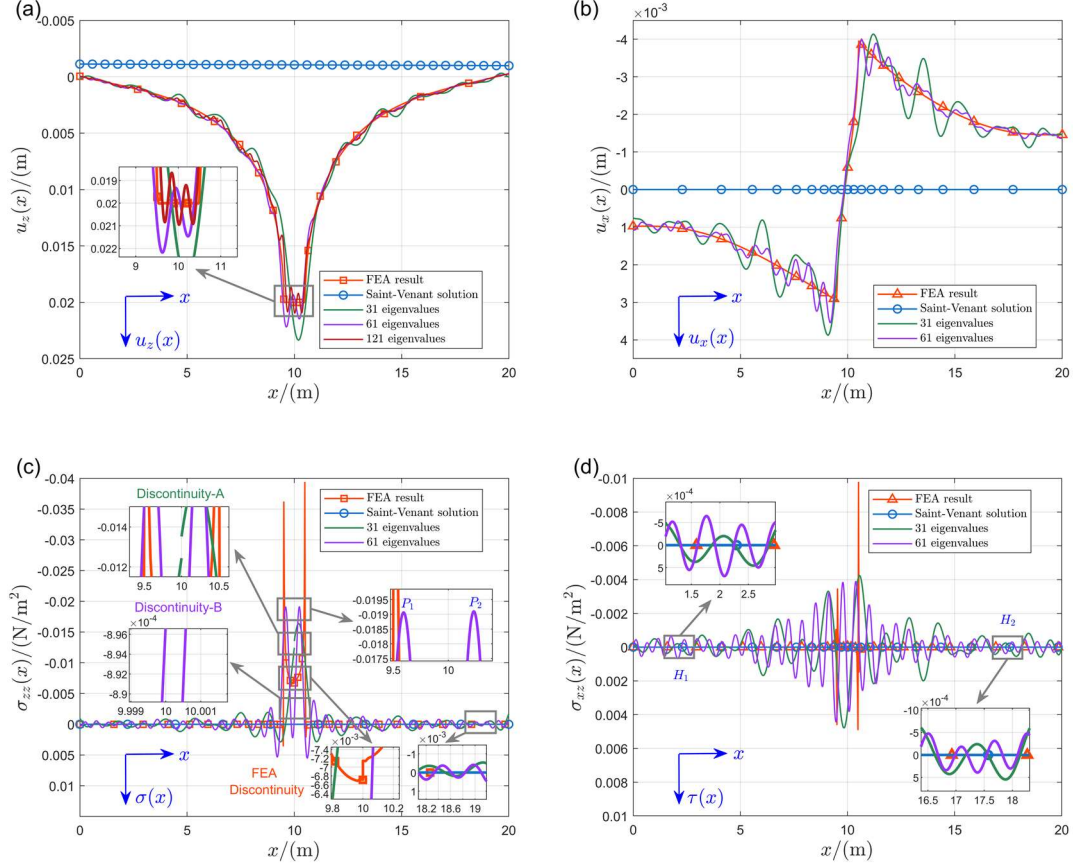 (a)
-0.005
0
0.005
0.01
0.015
0.02
0.025
u_z(x)/(m)
0.019
0.02
0.021
0.022
9 10 11
x
u_z(x)
FEA result
Saint-Venant solution
31 eigenvalues
61 eigenvalues
121 eigenvalues
0 5 10 15 20
x/(m)
(b)
×10⁻³
-4
-3
-2
-1
0
1
2
3
4
u_x(x)/(m)
x
u_x(x)
FEA result
Saint-Venant solution
31 eigenvalues
61 eigenvalues
0 5 10 15 20
x/(m)
(c)
-0.04
-0.035
-0.03
-0.025
-0.02
-0.015
-0.01
-0.005
0
0.005
0.01
σ_zz(x)/(N/m²)
Discontinuity-A
-0.014
-0.012
9.5 10 10.5
Discontinuity-B
×10⁻⁴
-8.96
-8.94
-8.92
-8.9
9.999 10 10.001
FEA result
Saint-Venant solution
31 eigenvalues
61 eigenvalues
-0.0195
-0.019
-0.0185
-0.018
-0.0175
P₁ P₂
9.5 10
FEA
Discontinuity
×10⁻³
-7.4
-7.2
-6.8
-6.6
-6.4
9.8 10
×10⁻³
-1
0
1
18.2 18.6 19
x
σ(x)
0 5 10 15 20
x/(m)
(d)
-0.01
-0.008
-0.006
-0.004
-0.002
0
0.002
0.004
0.006
0.008
0.01
σ_xz(x)/(N/m²)
×10⁻⁴
-5
0
5
1.5 2 2.5
FEA result
Saint-Venant solution
31 eigenvalues
61 eigenvalues
H₁
H₂
×10⁻⁴
-10
-5
0
5
16.5 17 17.5 18
x
τ(x)
0 5 10 15 20
x/(m)